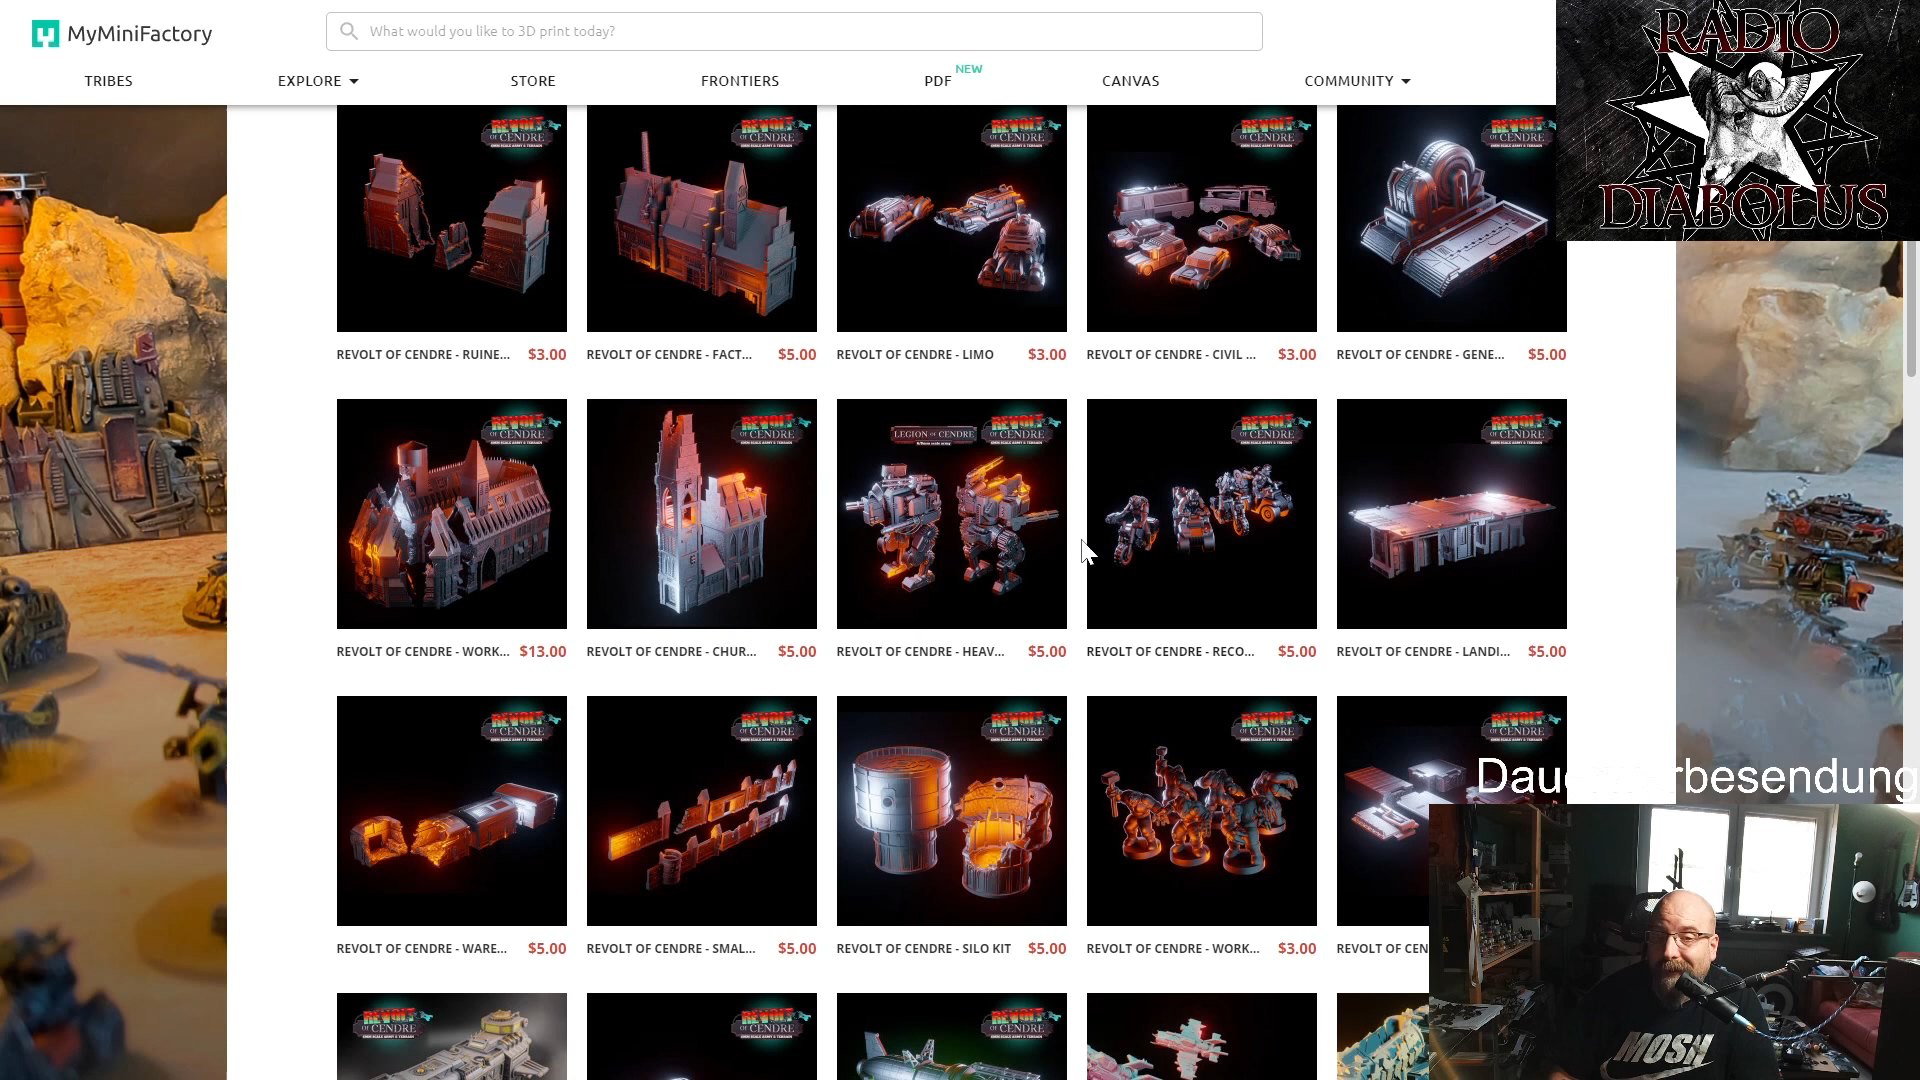 MyMiniFactory
What would you like to 3D print today?
TRIBES
EXPLORE
STORE
FRONTIERS
PDF
NEW
CANVAS
COMMUNITY
RADIO
DIABOLUS
REVOLT OF CENDRE - RUINE... $3.00
REVOLT OF CENDRE - FACT... $5.00
REVOLT OF CENDRE - LIMO $3.00
REVOLT OF CENDRE - CIVIL ... $3.00
REVOLT OF CENDRE - GENE... $5.00
LEGION OF CENDRE
REVOLT OF CENDRE - WORK... $13.00
REVOLT OF CENDRE - CHUR... $5.00
REVOLT OF CENDRE - HEAV... $5.00
REVOLT OF CENDRE - RECO... $5.00
REVOLT OF CENDRE - LANDI... $5.00
REVOLT OF CENDRE - WARE... $5.00
REVOLT OF CENDRE - SMAL... $5.00
REVOLT OF CENDRE - SILO KIT $5.00
REVOLT OF CENDRE - WORK... $3.00
REVOLT OF CEN
MOSH